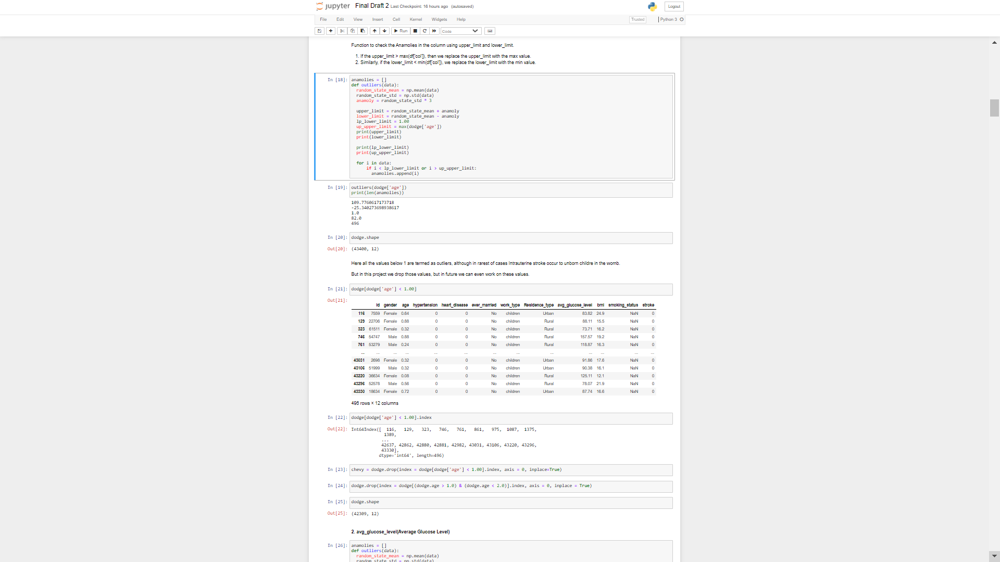 jupyter Final Draft 2 Last Checkpoint: 16 hours ago (autosaved)
Logout
File Edit View Insert Cell Kernel Widgets Help
Trusted Python 3
Run Code
Function to check the Anamolies in the column using upper_limit and lower_limit.
1. If the upper_limit > max(df['col']), then we replace the upper_limit with the max value.
2. Similarly, if the lower_limit < min(df['col']), we replace the lower_limit with the min value.
In [18]: anamolies = []
def outliers(data):
random_state_mean = np.mean(data)
random_state_std = np.std(data)
anamoly = random_state_std * 3
upper_limit = random_state_mean + anamoly
lower_limit = random_state_mean - anamoly
lp_lower_limit = 1.00
up_upper_limit = max(dodge['age'])
print(upper_limit)
print(lower_limit)
print(lp_lower_limit)
print(up_upper_limit)
for i in data:
if i < lp_lower_limit or i > up_upper_limit:
anamolies.append(i)
In [19]: outliers(dodge['age'])
print(len(anamolies))
109.7760617173718
-25.340273698938617
1.0
82.0
496
In [20]: dodge.shape
Out[20]: (43400, 12)
Here all the values below 1 are termed as outliers, although in rarest of cases Intrauterine stroke occur to unborn childre in the womb.
But in this project we drop those values, but in future we can even work on these values.
In [21]: dodge[dodge['age'] < 1.00]
Out[21]:
id gender age hypertension heart_disease ever_married work_type Residence_type avg_glucose_level bmi smoking_status stroke
116 7559 Female 0.64 0 0 No children Urban 83.82 24.9 NaN 0
129 22706 Female 0.88 0 0 No children Rural 88.11 15.5 NaN 0
323 61511 Female 0.32 0 0 No children Rural 73.71 16.2 NaN 0
746 54747 Male 0.88 0 0 No children Rural 157.57 19.2 NaN 0
761 53279 Male 0.24 0 0 No children Rural 118.87 16.3 NaN 0
... ... ... ... ... ... ... ... ... ... ... ... ...
43031 2698 Female 0.32 0 0 No children Urban 91.86 17.6 NaN 0
43106 51999 Male 0.32 0 0 No children Urban 90.38 16.1 NaN 0
43220 36634 Female 0.08 0 0 No children Rural 125.11 12.1 NaN 0
43296 52578 Male 0.56 0 0 No children Rural 78.07 21.9 NaN 0
43330 18634 Female 0.72 0 0 No children Urban 87.74 16.6 NaN 0
496 rows × 12 columns
In [22]: dodge[dodge['age'] < 1.00].index
Out[22]: Int64Index([ 116, 129, 323, 746, 761, 861, 975, 1087, 1375,
1389,
...
42637, 42862, 42880, 42881, 42982, 43031, 43106, 43220, 43296,
43330],
dtype='int64', length=496)
In [23]: chevy = dodge.drop(index = dodge[dodge['age'] < 1.00].index, axis = 0, inplace=True)
In [24]: dodge.drop(index = dodge[(dodge.age > 1.0) & (dodge.age < 2.0)].index, axis = 0, inplace = True)
In [25]: dodge.shape
Out[25]: (42309, 12)
2. avg_glucose_level(Average Glucose Level)
In [26]: anamolies = []
def outliers(data):
random_state_mean = np.mean(data)
random_state_std = np.std(data)